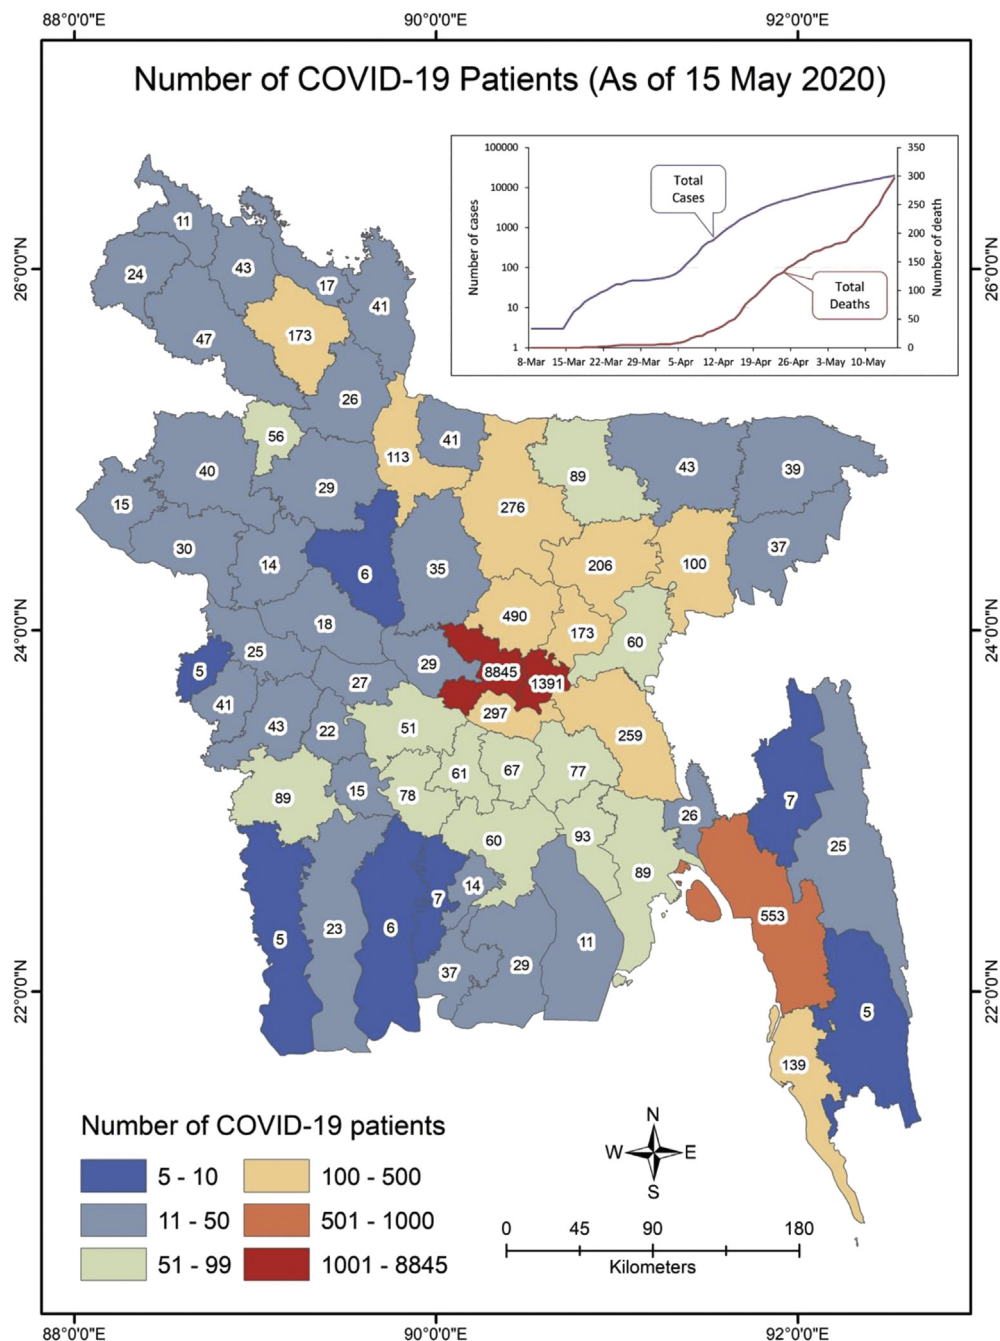 88°0'0"E 90°0'0"E 92°0'0"E
Number of COVID-19 Patients (As of 15 May 2020)
100000 350
10000 300
1000 250
100 200
10 150
1 100
50
0
Number of cases
Number of death
Total
Cases
Total
Deaths
8-Mar 15-Mar 22-Mar 29-Mar 5-Apr 12-Apr 19-Apr 26-Apr 3-May 10-May
26°0'0"N 26°0'0"N
24°0'0"N 24°0'0"N
22°0'0"N 22°0'0"N
11
24 43 17 41
47 173
26
56 113 41
40 29 276 89 43 39
15
30 14 6 35 206 100 37
18 490 173 60
25 29 8845 1391
5 27
41 43 22 51 297 259
61 67 77
89 15 78 7
60 93 26 25
14 89
7
5 23 6 11 553
37 29
5
139
Number of COVID-19 patients
5 - 10 100 - 500
11 - 50 501 - 1000
51 - 99 1001 - 8845
N
W E
S
0 45 90 180
Kilometers
88°0'0"E 90°0'0"E 92°0'0"E